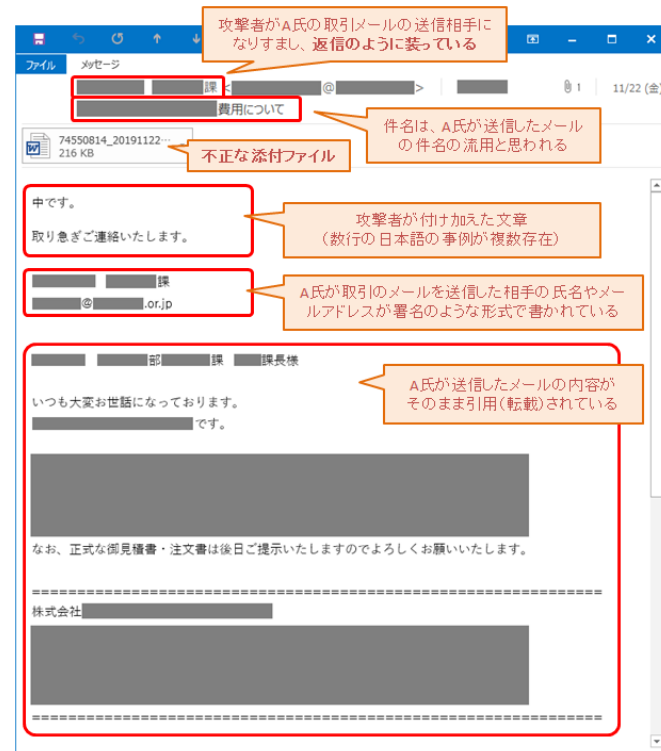 攻撃者がA氏の取引メールの送信相手に
なりすまし、返信のように装っている
ファイル メッセージ
課 < @ > 1 11/22 (金)
費用について
件名は、A氏が送信したメール
の件名の流用と思われる
74550814_20191122…
216 KB
不正な添付ファイル
中です。
取り急ぎご連絡いたします。
攻撃者が付け加えた文章
(数行の日本語の事例が複数存在)
課
@ .or.jp
A氏が取引のメールを送信した相手の氏名やメー
ルアドレスが署名のような形式で書かれている
部 課 課長様
A氏が送信したメールの内容が
そのまま引用(転載)されている
いつも大変お世話になっております。
です。
なお、正式な御見積書・注文書は後日ご提示いたしますのでよろしくお願いいたします。
==============================================================
株式会社
==============================================================